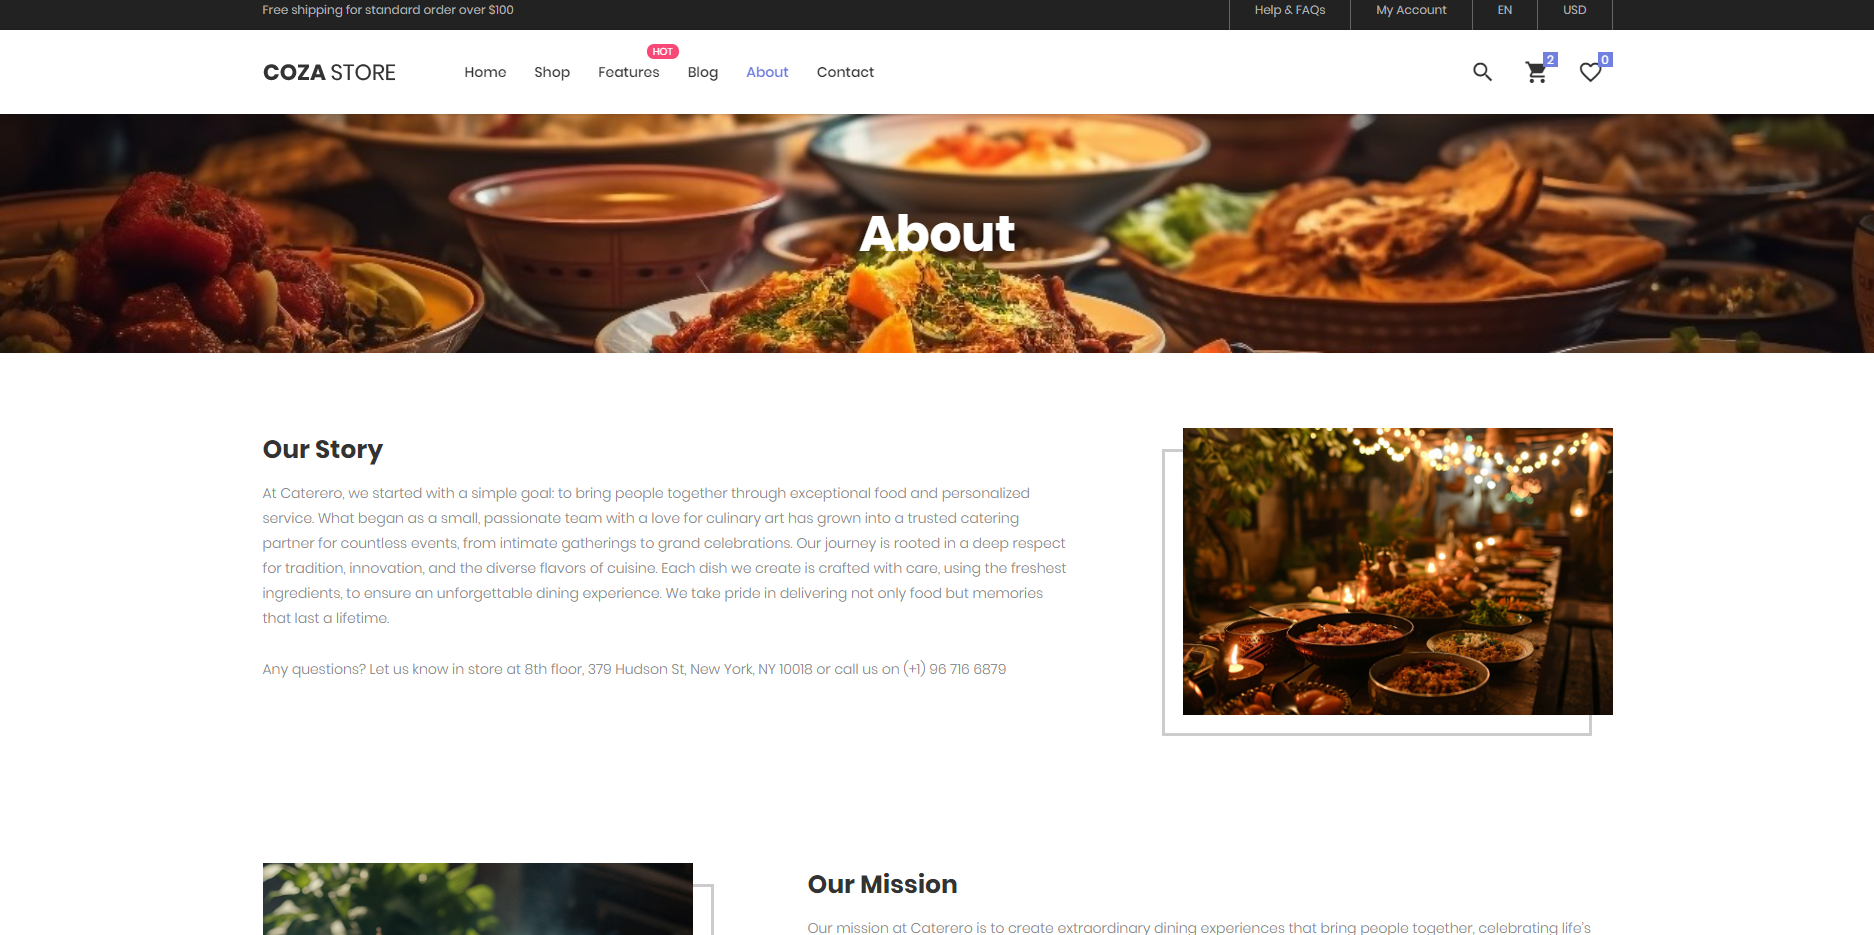 Free shipping for standard order over $100
Help & FAQs
My Account
EN
USD
COZA STORE
Home
Shop
Features
HOT
Blog
About
Contact
2
0
About
Our Story
At Caterero, we started with a simple goal: to bring people together through exceptional food and personalized
service. What began as a small, passionate team with a love for culinary art has grown into a trusted catering
partner for countless events, from intimate gatherings to grand celebrations. Our journey is rooted in a deep respect
for tradition, innovation, and the diverse flavors of cuisine. Each dish we create is crafted with care, using the freshest
ingredients, to ensure an unforgettable dining experience. We take pride in delivering not only food but memories
that last a lifetime.
Any questions? Let us know in store at 8th floor, 379 Hudson St, New York, NY 10018 or call us on (+1) 96 716 6879
Our Mission
Our mission at Caterero is to create extraordinary dining experiences that bring people together, celebrating life's